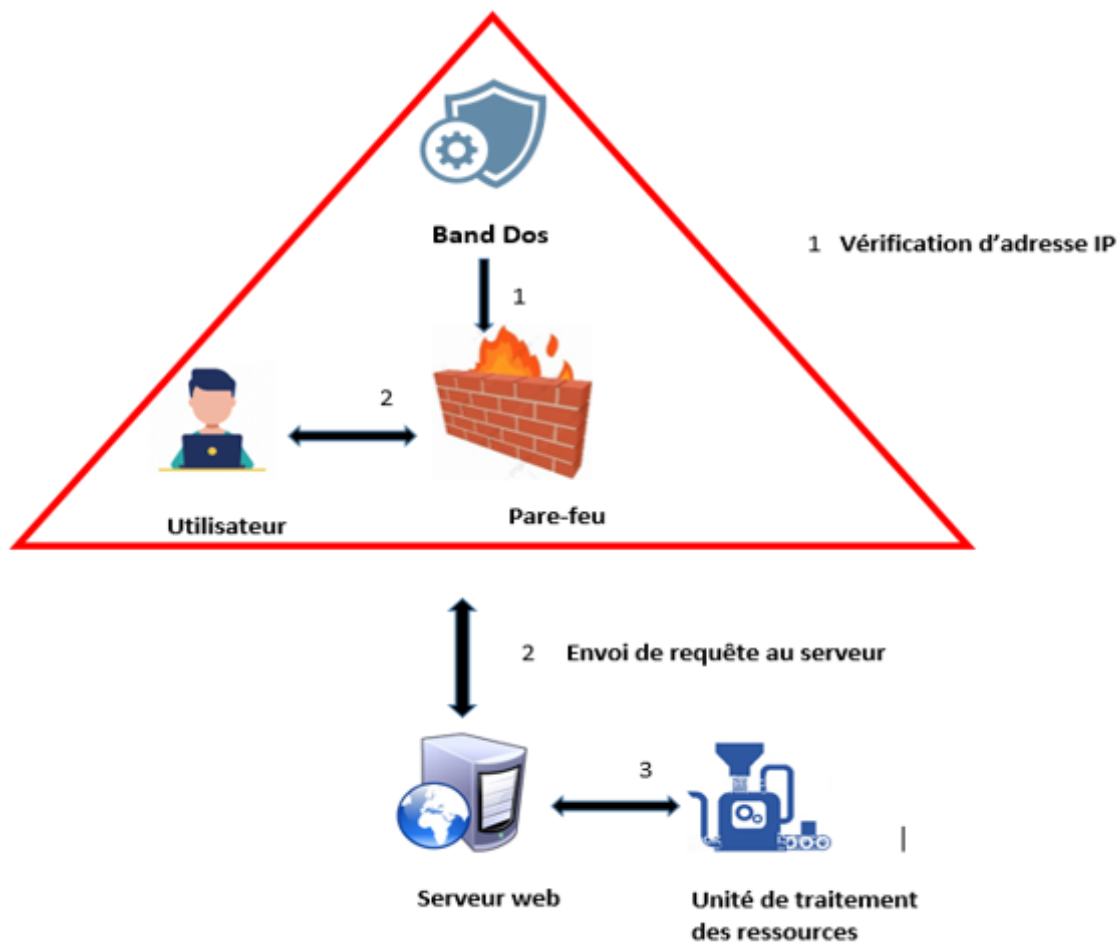 Band Dos
1 Vérification d'adresse IP
1
2
Utilisateur
Pare-feu
2 Envoi de requête au serveur
3
Serveur web
Unité de traitement
des ressources